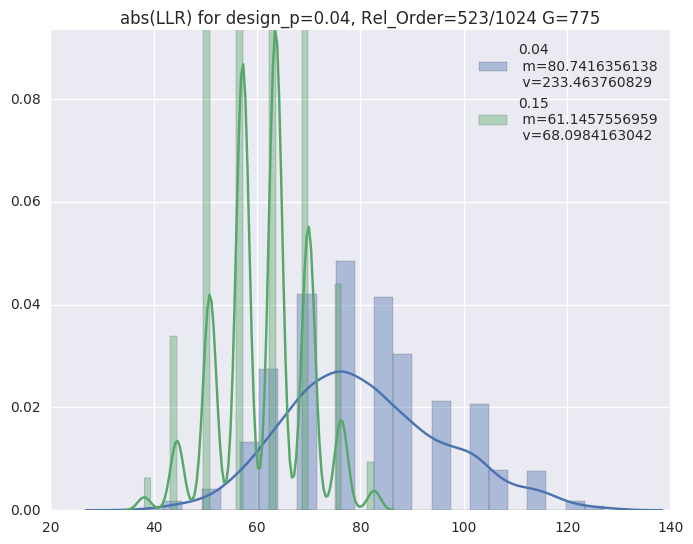 abs(LLR) for design_p=0.04, Rel_Order=523/1024 G=775
0.04
m=80.7416356138
v=233.463760829
0.15
m=61.1457556959
v=68.0984163042
0.08
0.06
0.04
0.02
0.00
20 40 60 80 100 120 140